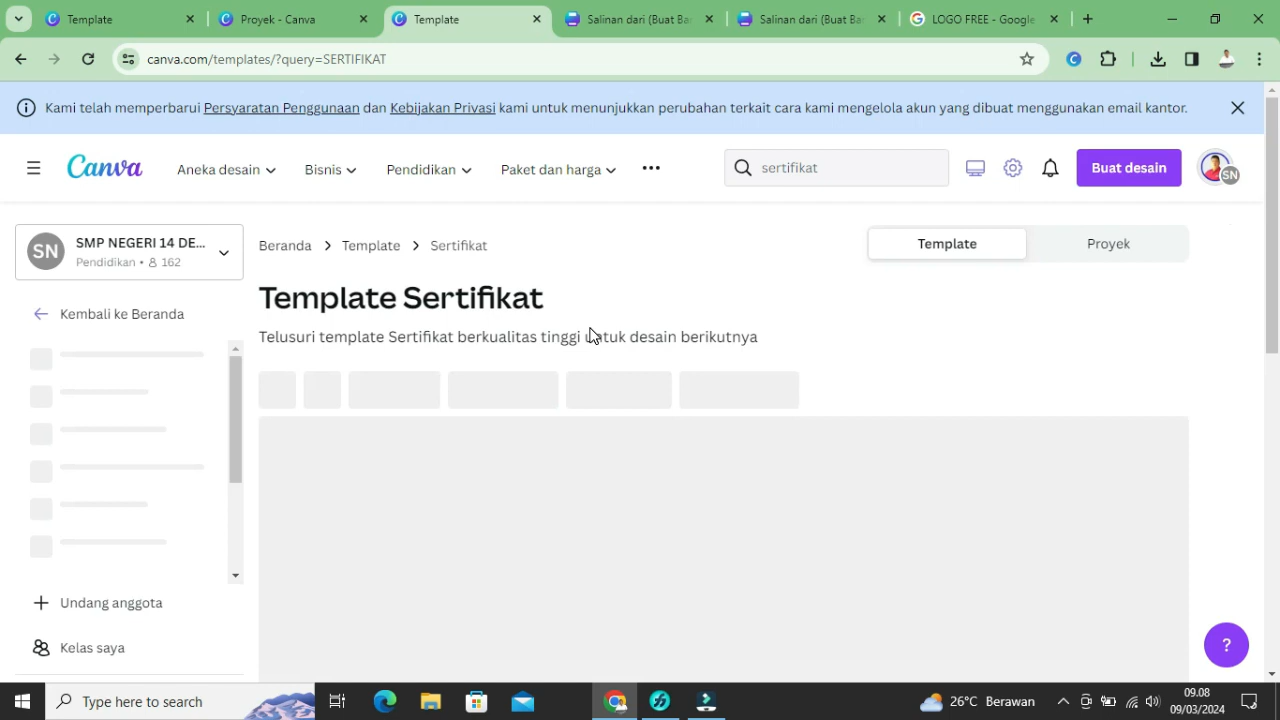 Template
Proyek - Canva
Template
Salinan dari (Buat Ba
Salinan dari (Buat Ba
LOGO FREE - Google
canva.com/templates/?query=SERTIFIKAT
Kami telah memperbarui Persyaratan Penggunaan dan Kebijakan Privasi kami untuk menunjukkan perubahan terkait cara kami mengelola akun yang dibuat menggunakan email kantor.
Canva
Aneka desain
Bisnis
Pendidikan
Paket dan harga
sertifikat
Buat desain
SN
SN
SMP NEGERI 14 DE...
Pendidikan • 162
Beranda > Template > Sertifikat
Template
Proyek
Kembali ke Beranda
Template Sertifikat
Telusuri template Sertifikat berkualitas tinggi untuk desain berikutnya
Undang anggota
Kelas saya
?
Type here to search
26°C Berawan
09.08
09/03/2024